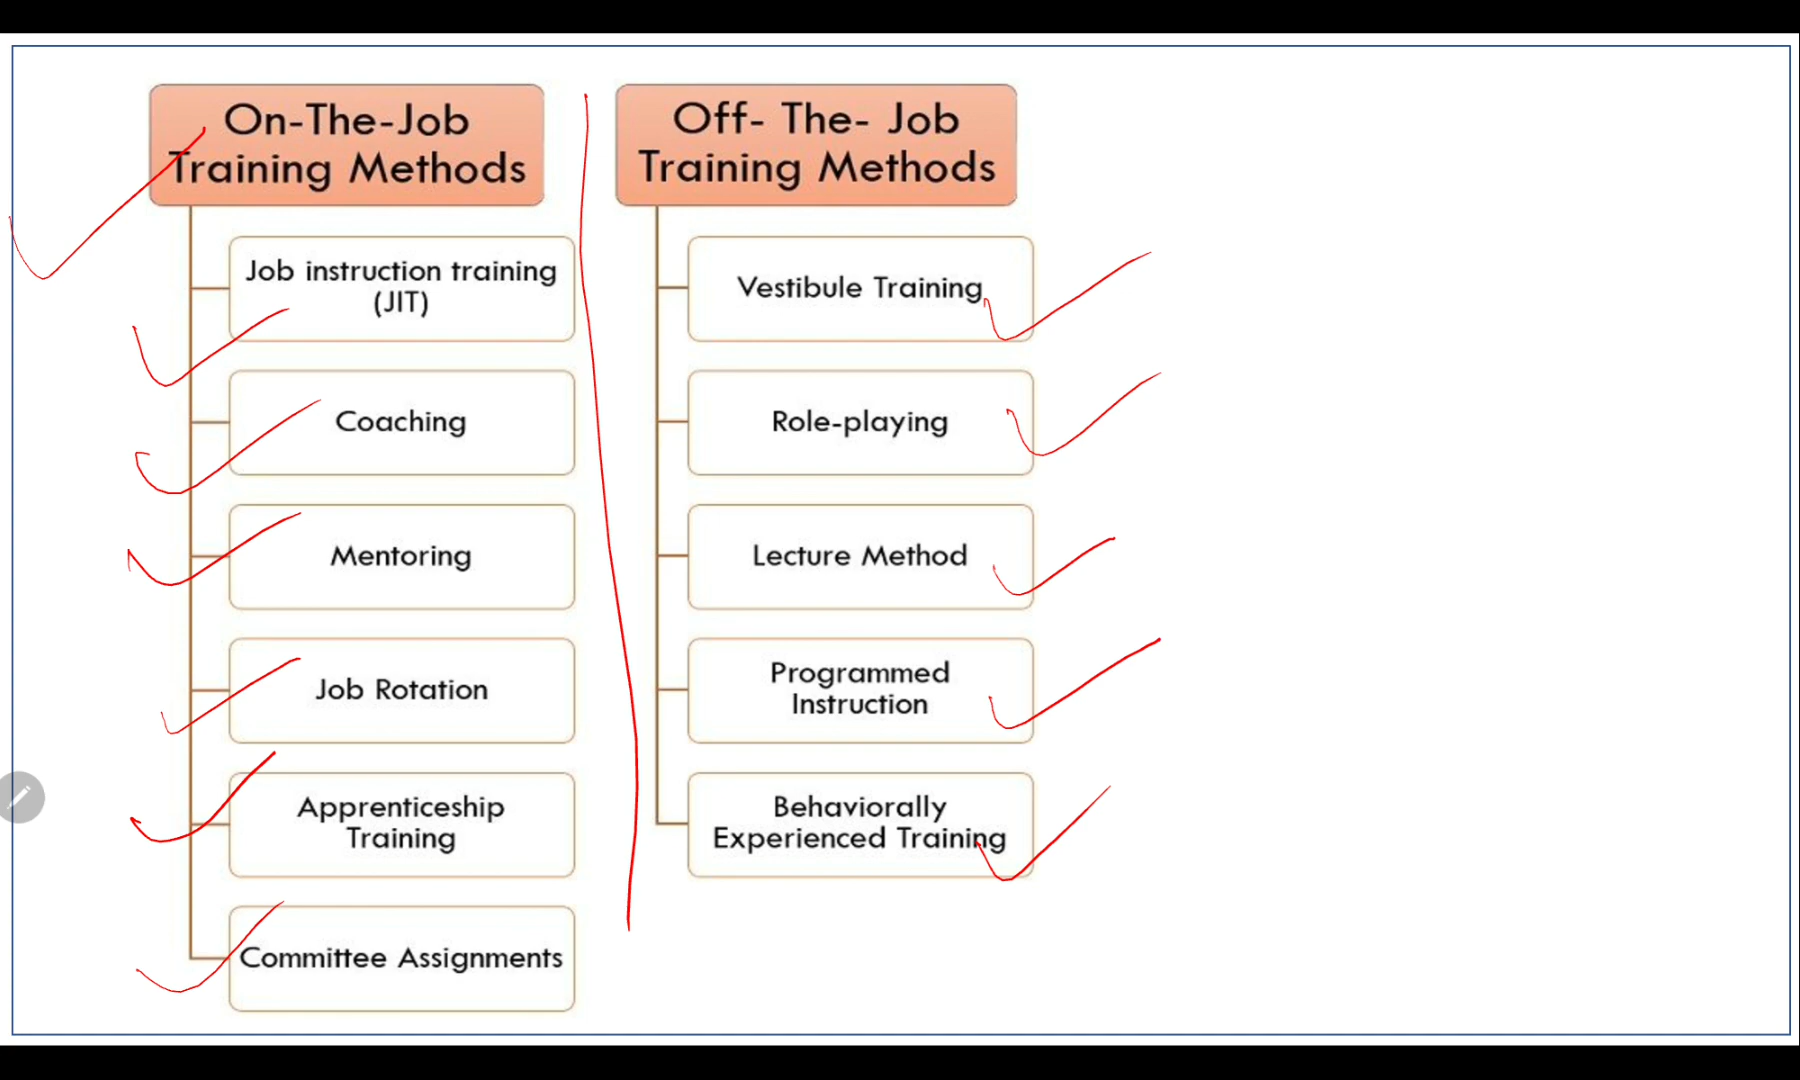 On-The-Job
Training Methods
Job instruction training
(JIT)
Coaching
Mentoring
Job Rotation
Apprenticeship
Training
Committee Assignments
Off- The- Job
Training Methods
Vestibule Training
Role-playing
Lecture Method
Programmed
Instruction
Behaviorally
Experienced Training